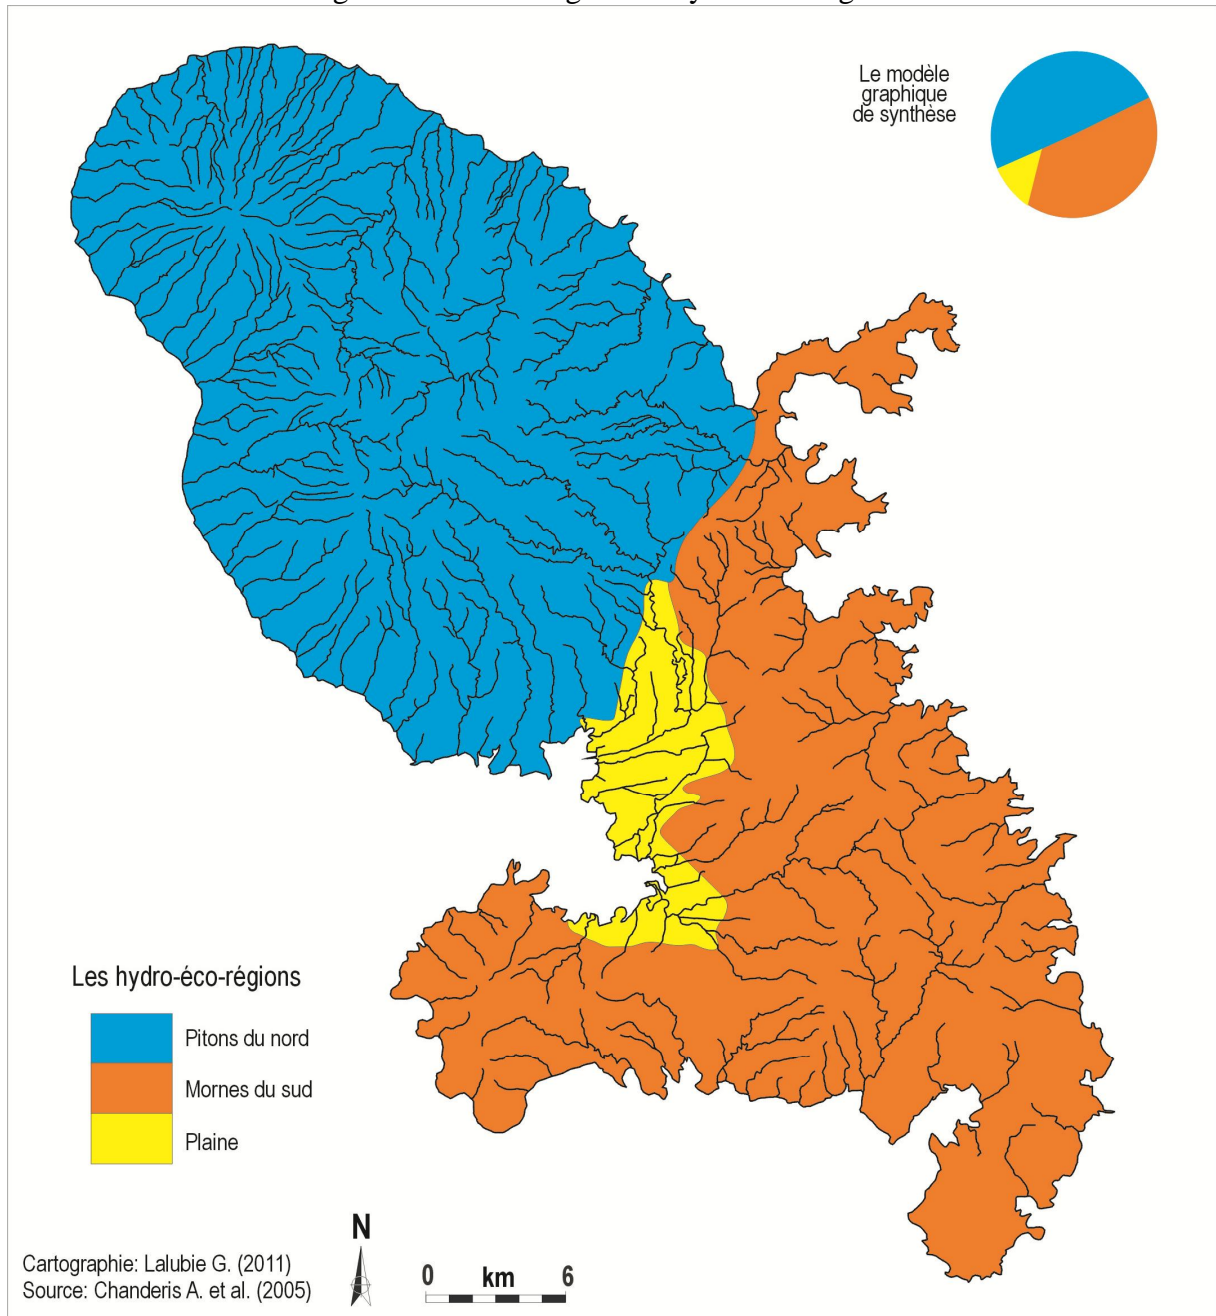 Le modèle
graphique
de synthèse
Les hydro-éco-régions
Pitons du nord
Mornes du sud
Plaine
N
0 km 6
Cartographie: Lalubie G. (2011)
Source: Chanderis A. et al. (2005)